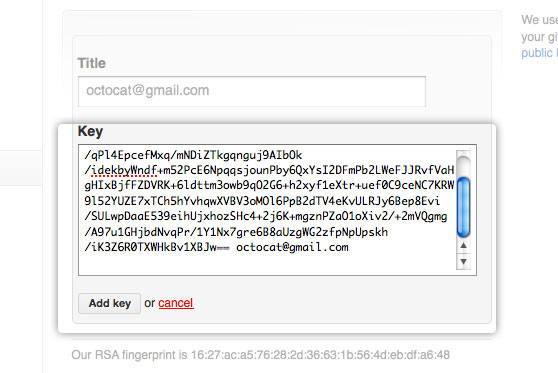 We use
your gi
public l
Title
octocat@gmail.com
Key
/qPl4EpcefMxq/mNDiZTkgqnguj9AIbOk
/idekbyWndf+m52PcE6NpqqsjounPby6QxYsI2DFmPb2LWeFJJRvfVaH
gHIxBjfFZDVRK+6ldttm3owb9qO2G6+h2xyf1eXtr+uef0C9ceNC7KRW
9l52YUZE7xTCh5hYvhqwXVBV3oMOl6PpB2dTV4eKvULRJy6Bep8Evi
/SULwpDaaE539eihUjxhozSHc4+2j6K+mgznPZaO1oXiv2/+2mVQgmg
/A97u1GHjbdNvqPr/1Y1Nx7gre6B8aUzgWG2zfpNpUpskh
/iK3Z6R0TXWHkBv1XBJw== octocat@gmail.com
Add key or cancel
Our RSA fingerprint is 16:27:ac:a5:76:28:2d:36:63:1b:56:4d:eb:df:a6:48